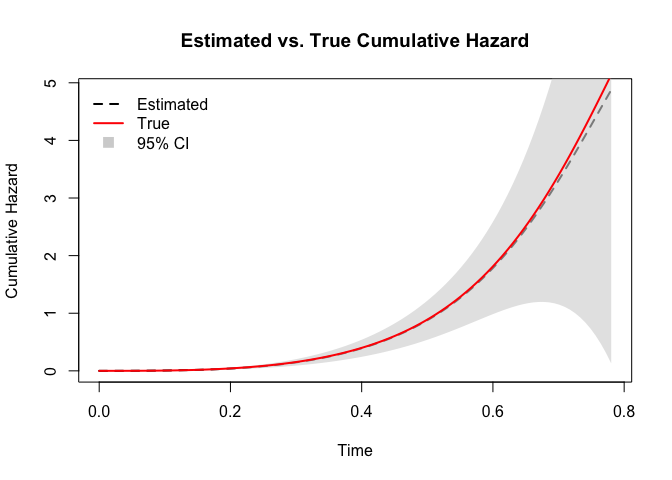 Estimated vs. True Cumulative Hazard
Estimated
True
95% CI
Cumulative Hazard
5
4
3
2
1
0
0.0 0.2 0.4 0.6 0.8
Time